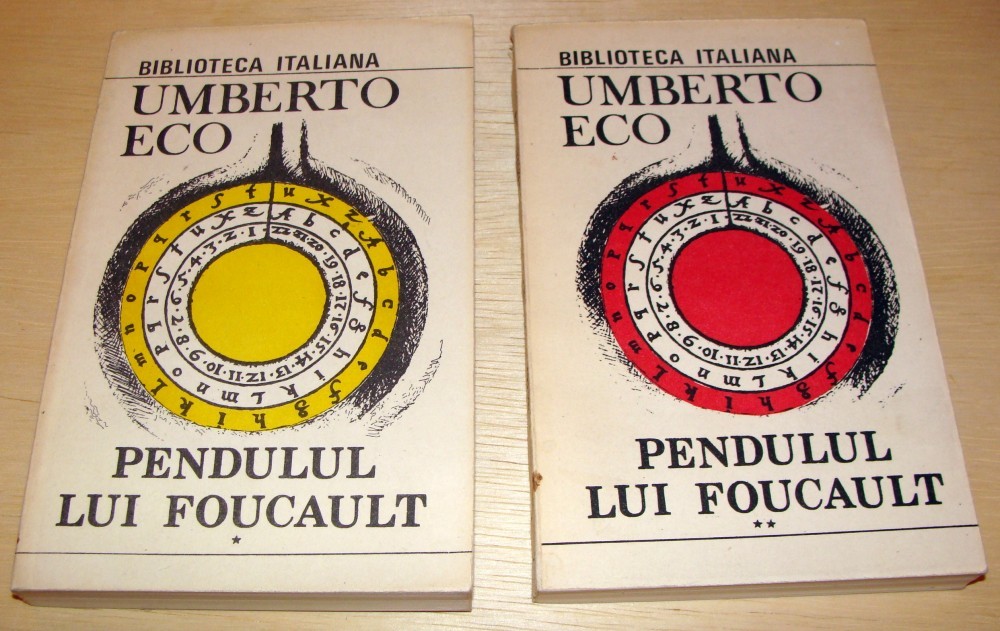 BIBLIOTECA ITALIANA
UMBERTO
ECO
PENDULUL
LUI FOUCAULT
*
BIBLIOTECA ITALIANA
UMBERTO
ECO
PENDULUL
LUI FOUCAULT
**